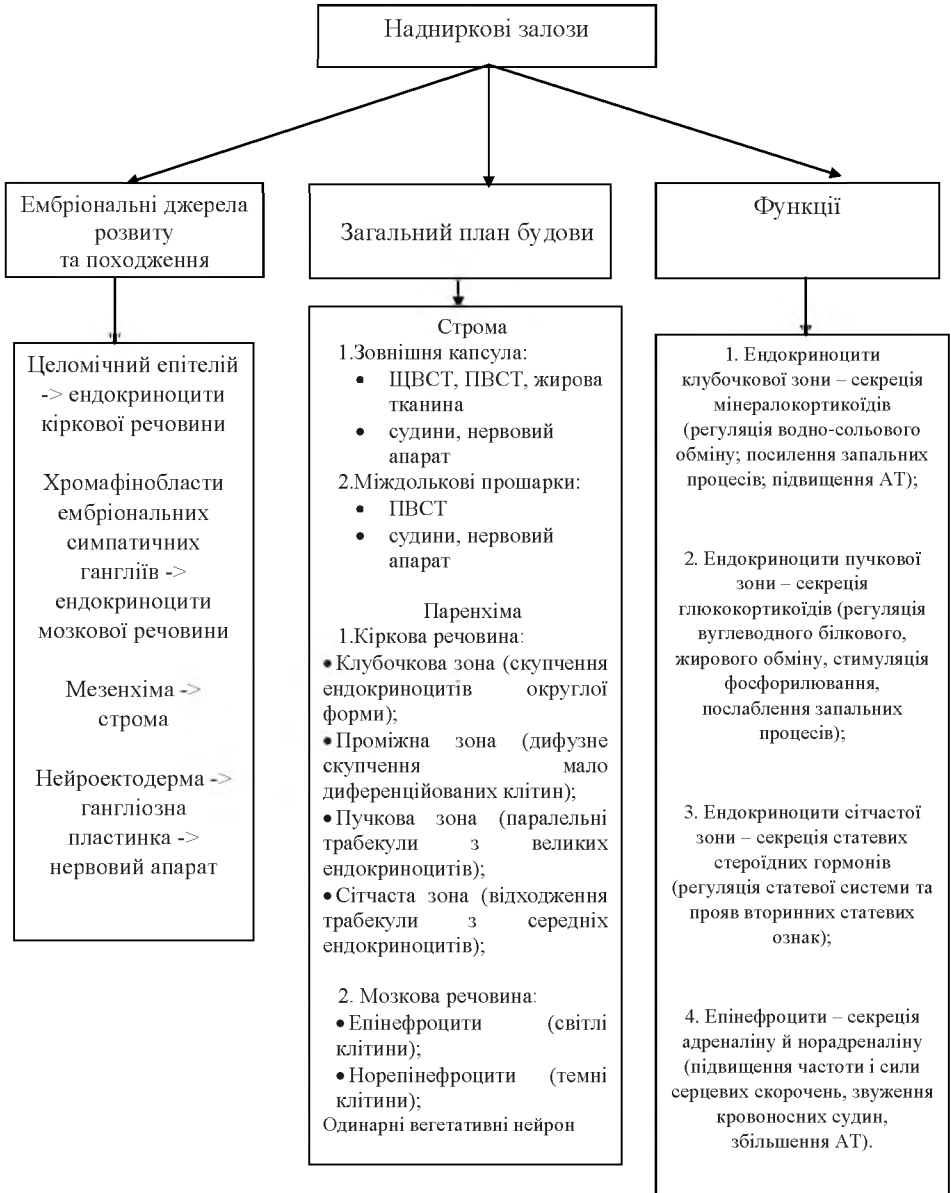 Надниркові залози
Ембріональні джерела
розвиту
та походження
Загальний план будови
Функції
Целомічний епітелій
-> ендокриноцити
кіркової речовини
Хромафінобласти
ембріональних
симпатичних
гангліїв ->
ендокриноцити
мозкової речовини
Мезенхіма ->
строма
Нейроектодерма ->
гангліозна
пластинка ->
нервовий апарат
Строма
1.Зовнішня капсула:
• ЩВСТ, ПВСТ, жирова
тканина
• судини, нервовий
апарат
2.Міждолькові прошарки:
• ПВСТ
• судини, нервовий
апарат
Паренхіма
1.Кіркова речовина:
• Клубочкова зона (скупчення
ендокриноцитів округлої
форми);
• Проміжна зона (дифузне
скупчення мало
диференційованих клітин);
• Пучкова зона (паралельні
трабекули з великих
ендокриноцитів);
• Сітчаста зона (відходження
трабекули з середніх
ендокриноцитів);
2. Мозкова речовина:
• Епінефроцити (світлі
клітини);
• Норепінефроцити (темні
клітини);
Одинарні вегетативні нейрон
1. Ендокриноцити
клубочкової зони – секреція
мінералокортикоїдів
(регуляція водно-сольового
обміну; посилення запальних
процесів; підвищення АТ);
2. Ендокриноцити пучкової
зони – секреція
глюкокортикоїдів (регуляція
вуглеводного білкового,
жирового обміну, стимуляція
фосфорилювання,
послаблення запальних
процесів);
3. Ендокриноцити сітчастої
зони – секреція статевих
стероїдних гормонів
(регуляція статевої системи та
прояв вторинних статевих
ознак);
4. Епінефроцити – секреція
адреналіну й норадреналіну
(підвищення частоти і сили
серцевих скорочень, звуження
кровоносних судин,
збільшення АТ).